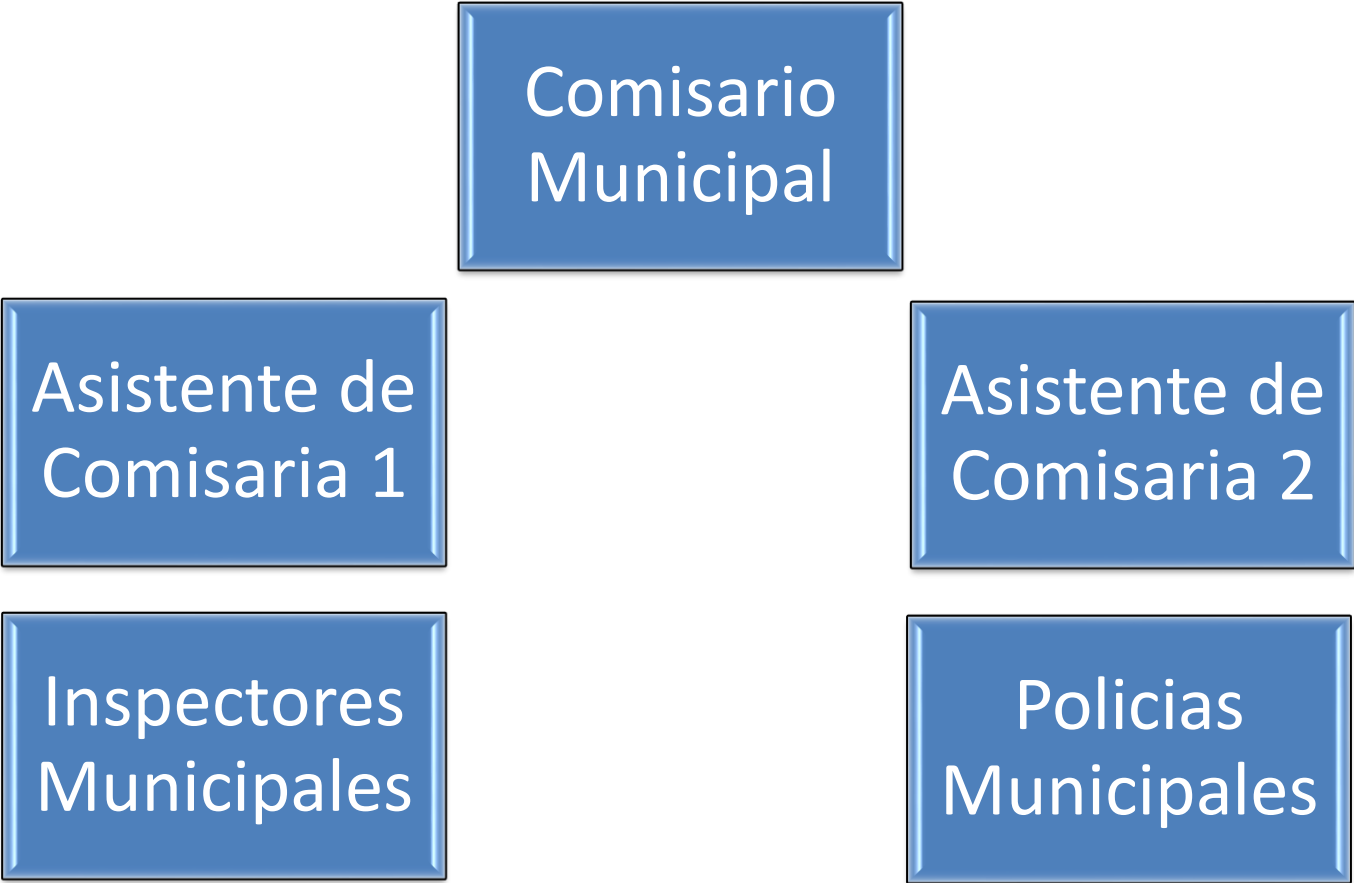 Comisario
Municipal
Asistente de
Comisaria 1
Asistente de
Comisaria 2
Inspectores
Municipales
Policias
Municipales